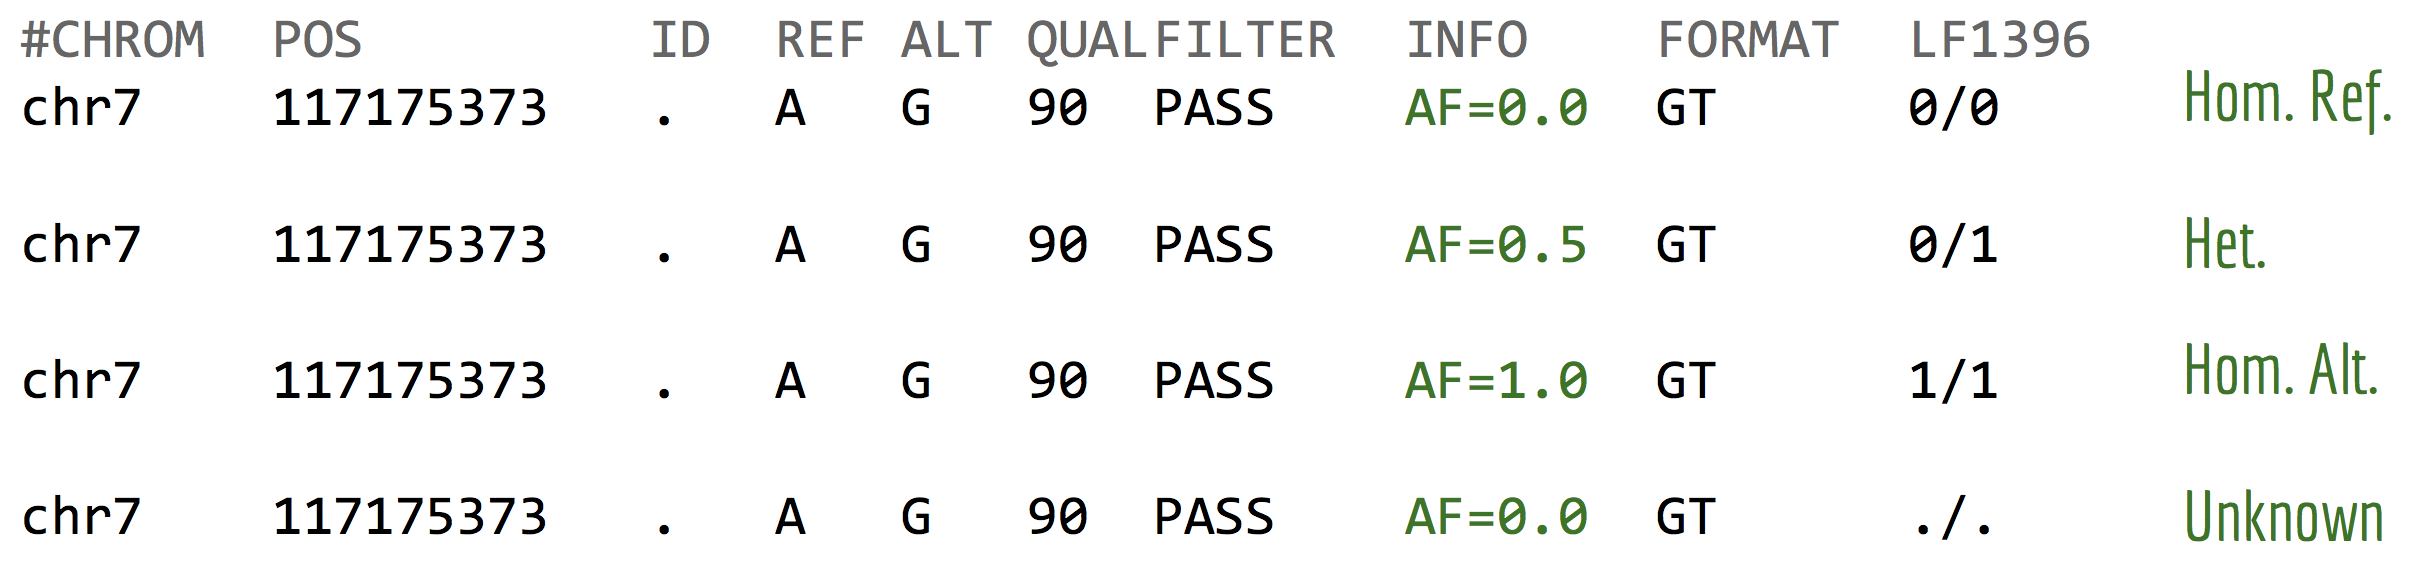 #CHROM POS ID REF ALT QUALFILTER INFO FORMAT LF1396
chr7 117175373 . A G 90 PASS AF=0.0 GT 0/0 Hom. Ref.
chr7 117175373 . A G 90 PASS AF=0.5 GT 0/1 Het.
chr7 117175373 . A G 90 PASS AF=1.0 GT 1/1 Hom. Alt.
chr7 117175373 . A G 90 PASS AF=0.0 GT ./. Unknown